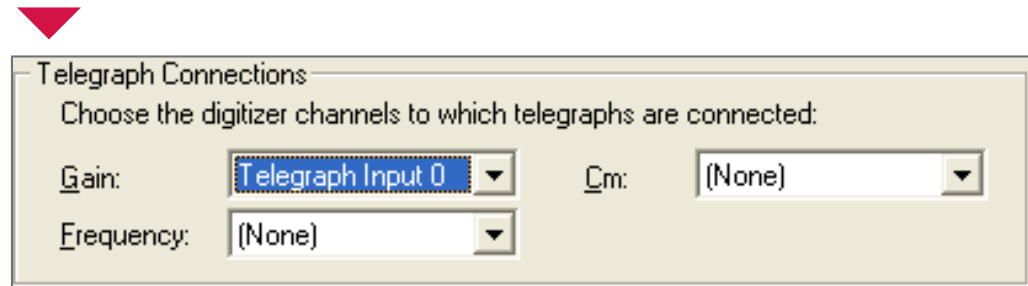 Telegraph Connections
Choose the digitizer channels to which telegraphs are connected:
Gain: Telegraph Input 0 Cm: (None)
Frequency: (None)